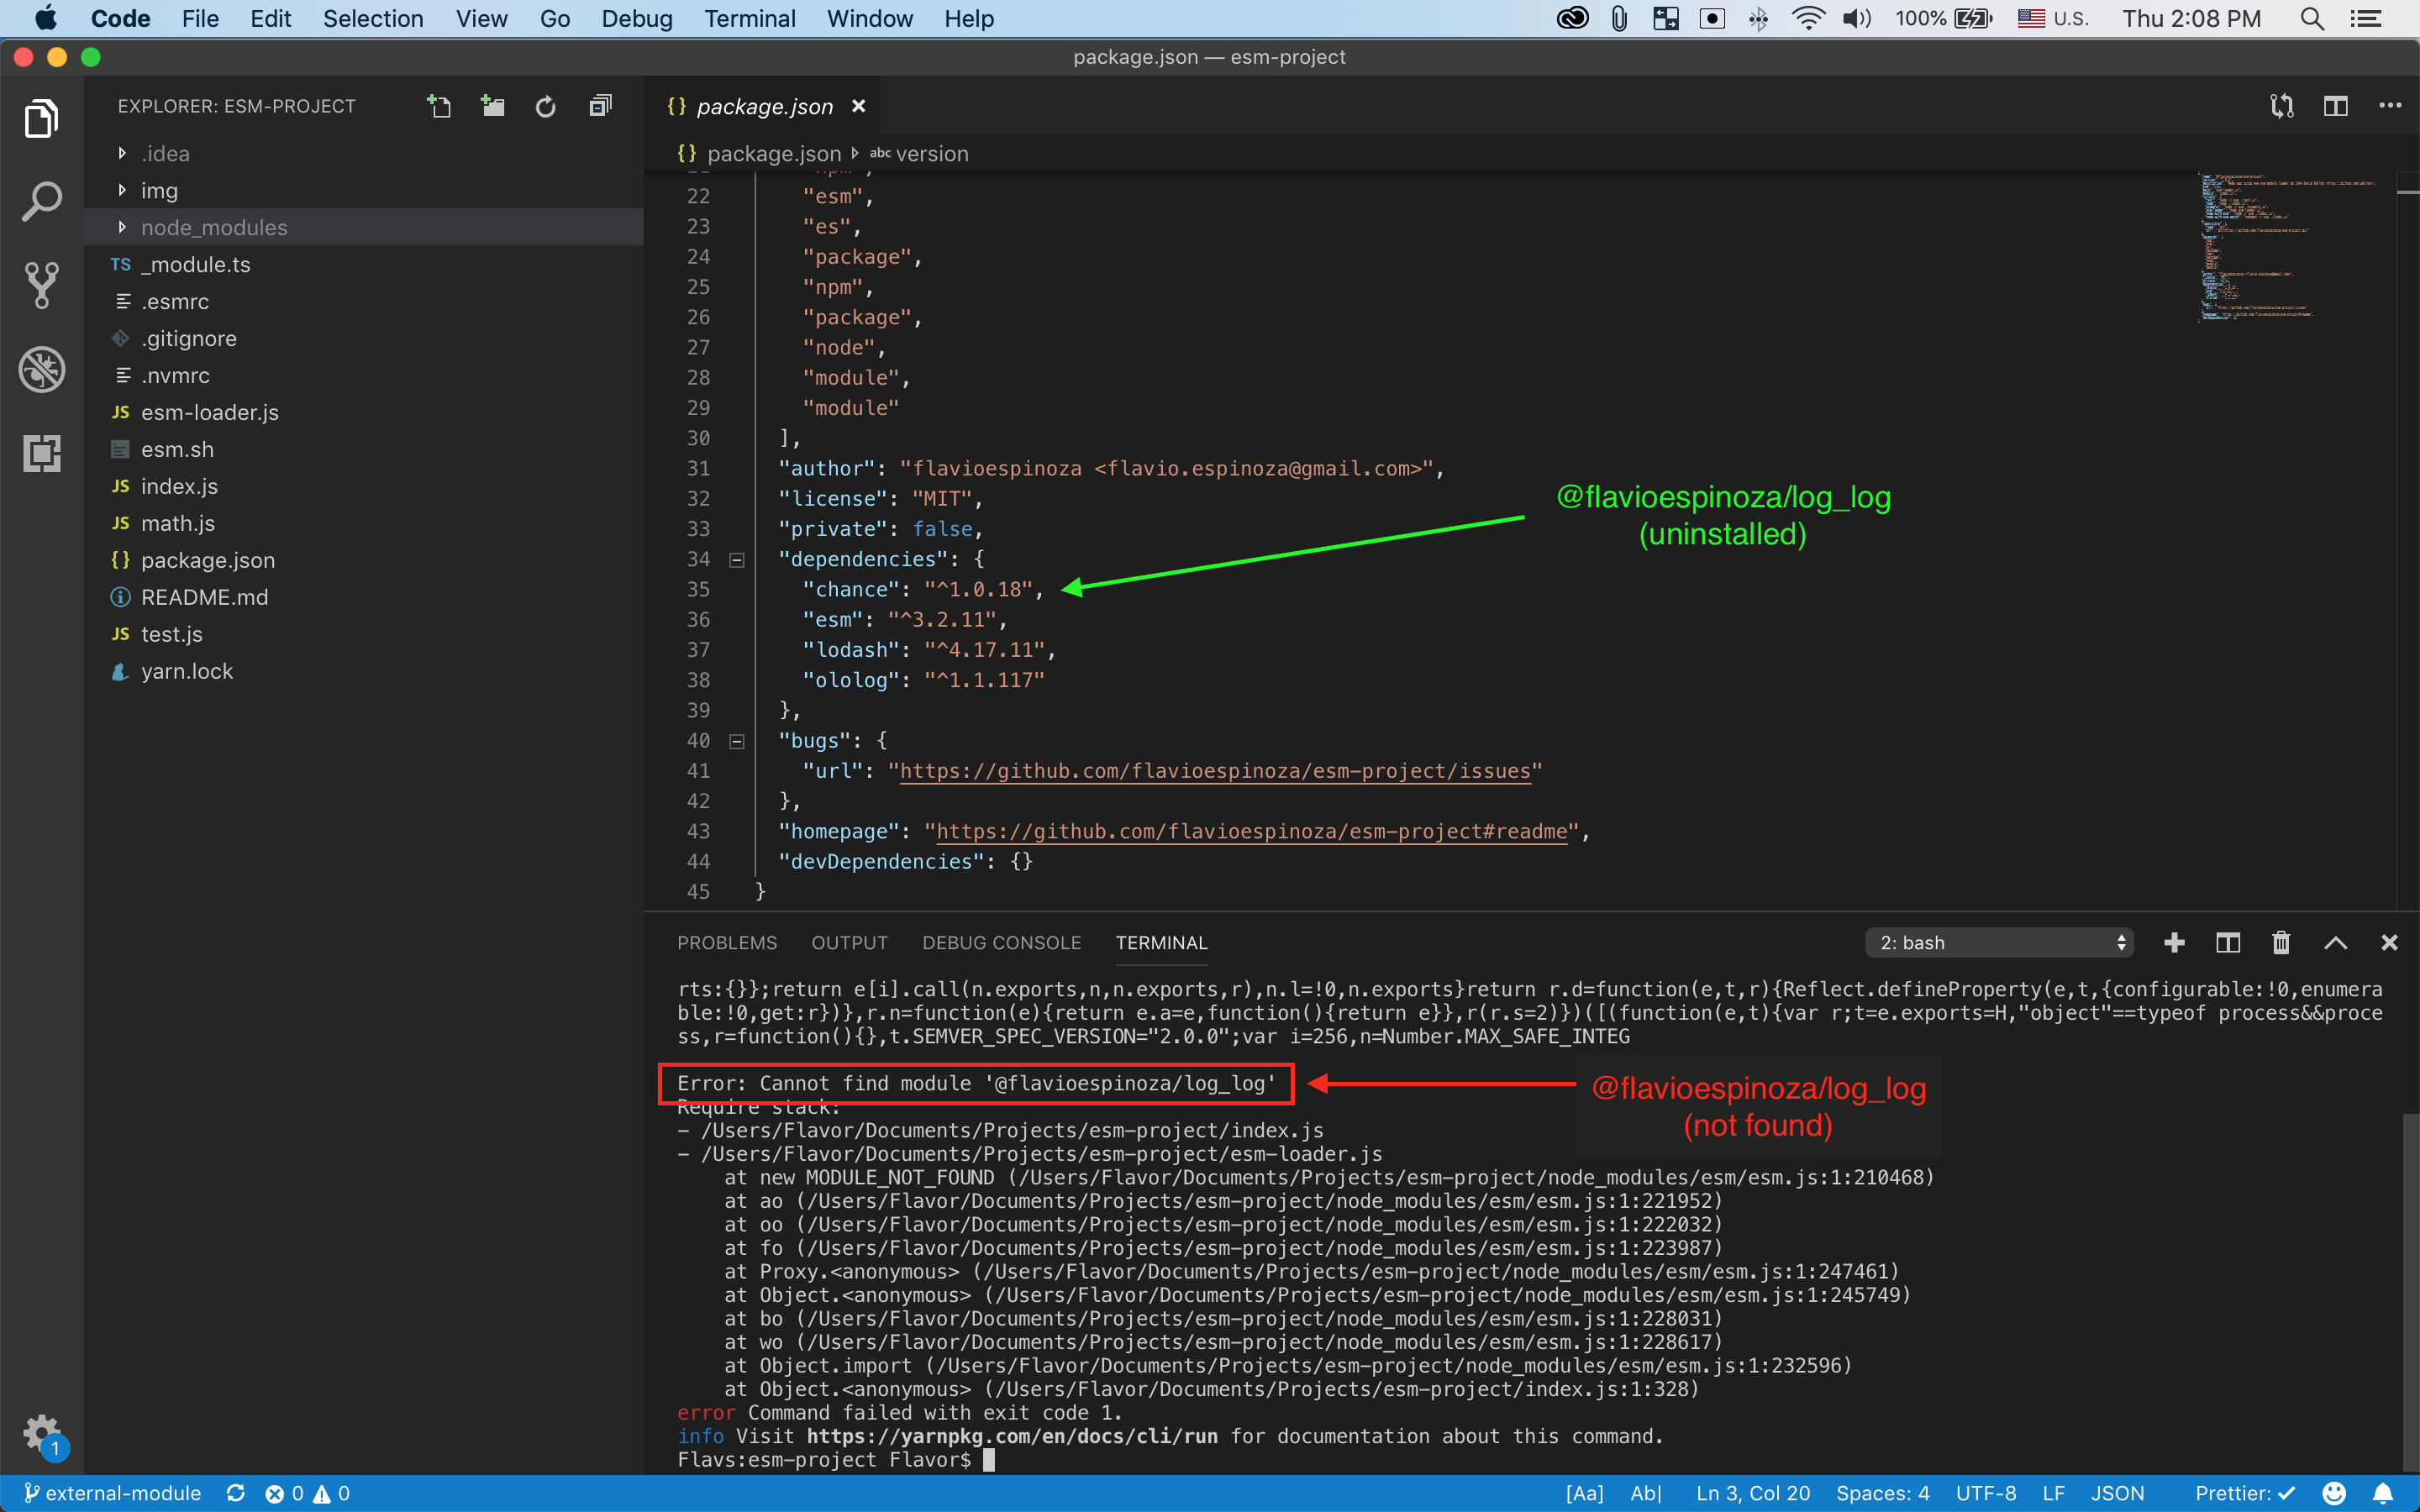 Code File Edit Selection View Go Debug Terminal Window Help 100% U.S. Thu 2:08 PM
package.json — esm-project
EXPLORER: ESM-PROJECT
.idea
img
node_modules
TS _module.ts
.esmrc
.gitignore
.nvmrc
JS esm-loader.js
esm.sh
JS index.js
JS math.js
{} package.json
README.md
JS test.js
yarn.lock
1
{} package.json ×
{} package.json abc version
22 "esm",
23 "es",
24 "package",
25 "npm",
26 "package",
27 "node",
28 "module",
29 "module"
30 ],
31 "author": "flavioespinoza <flavio.espinoza@gmail.com>",
32 "license": "MIT",
33 "private": false,
34 "dependencies": {
35 "chance": "^1.0.18",
36 "esm": "^3.2.11",
37 "lodash": "^4.17.11",
38 "ololog": "^1.1.117"
39 },
40 "bugs": {
41 "url": "https://github.com/flavioespinoza/esm-project/issues"
42 },
43 "homepage": "https://github.com/flavioespinoza/esm-project#readme",
44 "devDependencies": {}
45 }
@flavioespinoza/log_log
(uninstalled)
PROBLEMS OUTPUT DEBUG CONSOLE TERMINAL 2: bash
rts:{}};return e[i].call(n.exports,n,n.exports,r),n.l=!0,n.exports}return r.d=function(e,t,r){Reflect.defineProperty(e,t,{configurable:!0,enumera
ble:!0,get:r})},r.n=function(e){return e.a=e,function(){return e}},r(r.s=2)})([(function(e,t){var r;t=e.exports=H,"object"==typeof process&&proce
ss,r=function(){},t.SEMVER_SPEC_VERSION="2.0.0";var i=256,n=Number.MAX_SAFE_INTEG
Error: Cannot find module '@flavioespinoza/log_log'
@flavioespinoza/log_log
(not found)
Require stack:
- /Users/Flavor/Documents/Projects/esm-project/index.js
- /Users/Flavor/Documents/Projects/esm-project/esm-loader.js
at new MODULE_NOT_FOUND (/Users/Flavor/Documents/Projects/esm-project/node_modules/esm/esm.js:1:210468)
at ao (/Users/Flavor/Documents/Projects/esm-project/node_modules/esm/esm.js:1:221952)
at oo (/Users/Flavor/Documents/Projects/esm-project/node_modules/esm/esm.js:1:222032)
at fo (/Users/Flavor/Documents/Projects/esm-project/node_modules/esm/esm.js:1:223987)
at Proxy.<anonymous> (/Users/Flavor/Documents/Projects/esm-project/node_modules/esm/esm.js:1:247461)
at Object.<anonymous> (/Users/Flavor/Documents/Projects/esm-project/node_modules/esm/esm.js:1:245749)
at bo (/Users/Flavor/Documents/Projects/esm-project/node_modules/esm/esm.js:1:228031)
at wo (/Users/Flavor/Documents/Projects/esm-project/node_modules/esm/esm.js:1:228617)
at Object.import (/Users/Flavor/Documents/Projects/esm-project/node_modules/esm/esm.js:1:232596)
at Object.<anonymous> (/Users/Flavor/Documents/Projects/esm-project/index.js:1:328)
error Command failed with exit code 1.
info Visit https://yarnpkg.com/en/docs/cli/run for documentation about this command.
Flavs:esm-project Flavor$
external-module 0 0 [Aa] Ab| Ln 3, Col 20 Spaces: 4 UTF-8 LF JSON Prettier: ✓